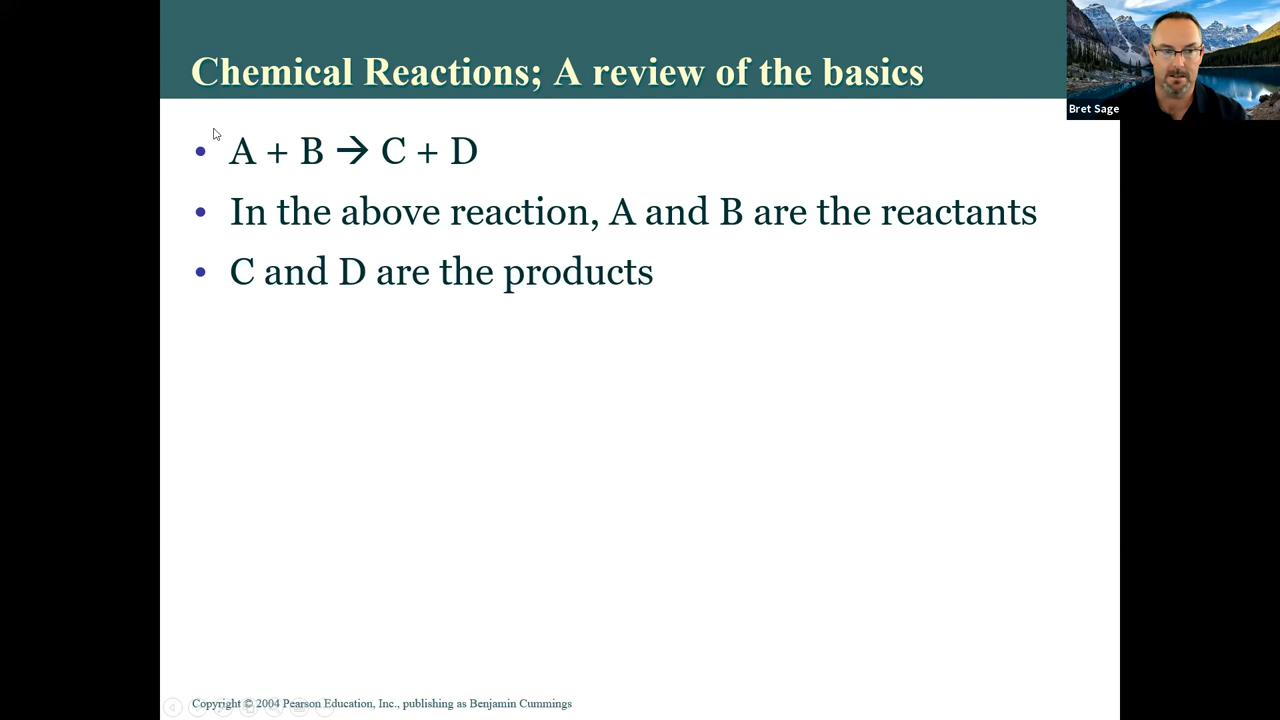 Chemical Reactions; A review of the basics
Bret Sage
• A + B → C + D
• In the above reaction, A and B are the reactants
• C and D are the products
Copyright © 2004 Pearson Education, Inc., publishing as Benjamin Cummings